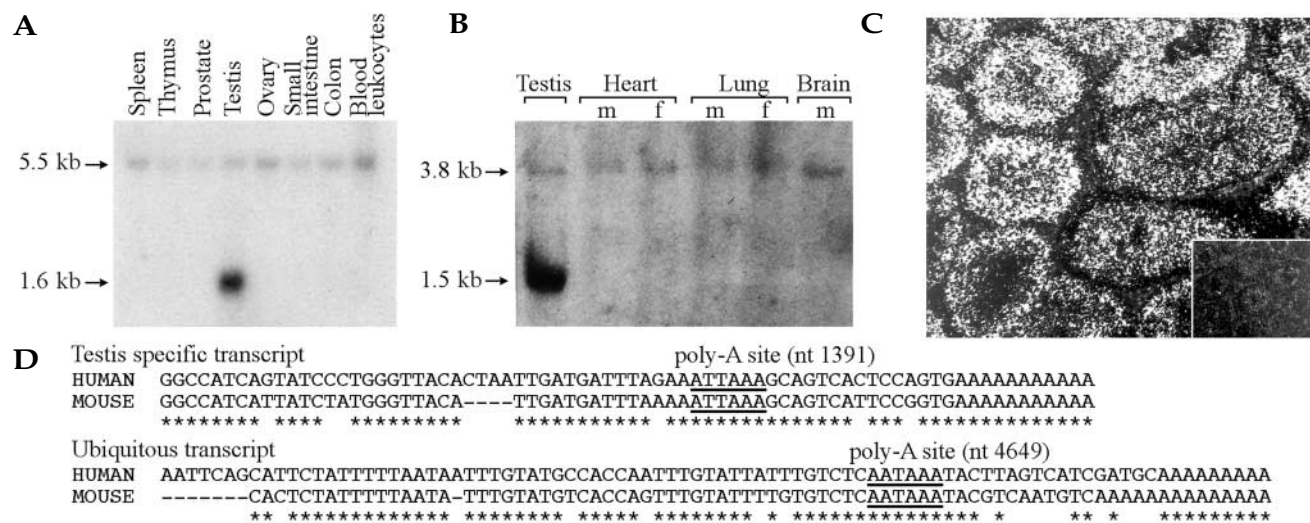 A
B
C
Spleen
Thymus
Prostate
Testis
Ovary
Small
intestine
Colon
Blood
leukocytes
5.5 kb
1.6 kb
Testis Heart Lung Brain
m f m f m
3.8 kb
1.5 kb
D
Testis specific transcript poly-A site (nt 1391)
HUMAN GGCCATCAGTATCCCTGGGTTACACTAATTGATGATTTAGAAATTAAAGCAGTCACTCCAGTGAAAAAAAAAAA
MOUSE GGCCATCATTATCTATGGGTTACA----TTGATGATTTAAAAATTAAAGCAGTCATTCCGGTGAAAAAAAAAAA
******** **** ********* *********** **************** *** **************
Ubiquitous transcript poly-A site (nt 4649)
HUMAN AATTCAGCATTCTATTTTTAATAATTTGTATGCCACCAATTTGTATTATTTGTCTCAATAAATACTTAGTCATCGATGCAAAAAAAAA
MOUSE -------CACTCTATTTTTAATA-TTTGTATGTCACCAGTTTGTATTTTGTGTCTCAATAAATACGTCAATGTCAAAAAAAAAAAAAA
** ************* ******** ***** ******** * *************** * ** * *********